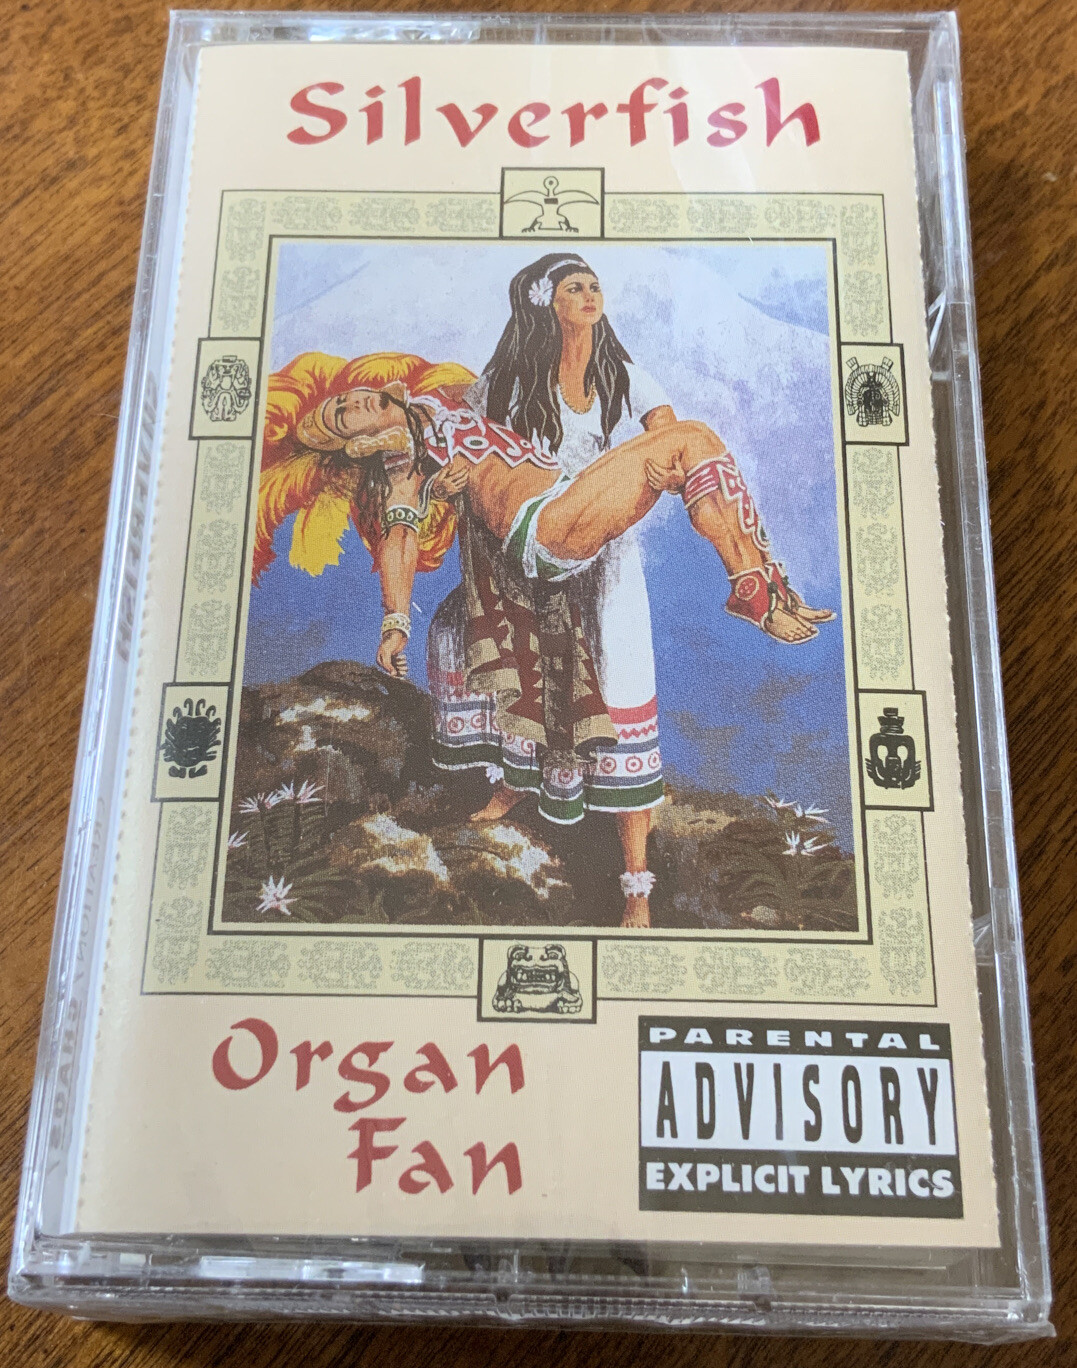 Silverfish
Organ
Fan
PARENTAL
ADVISORY
EXPLICIT LYRICS